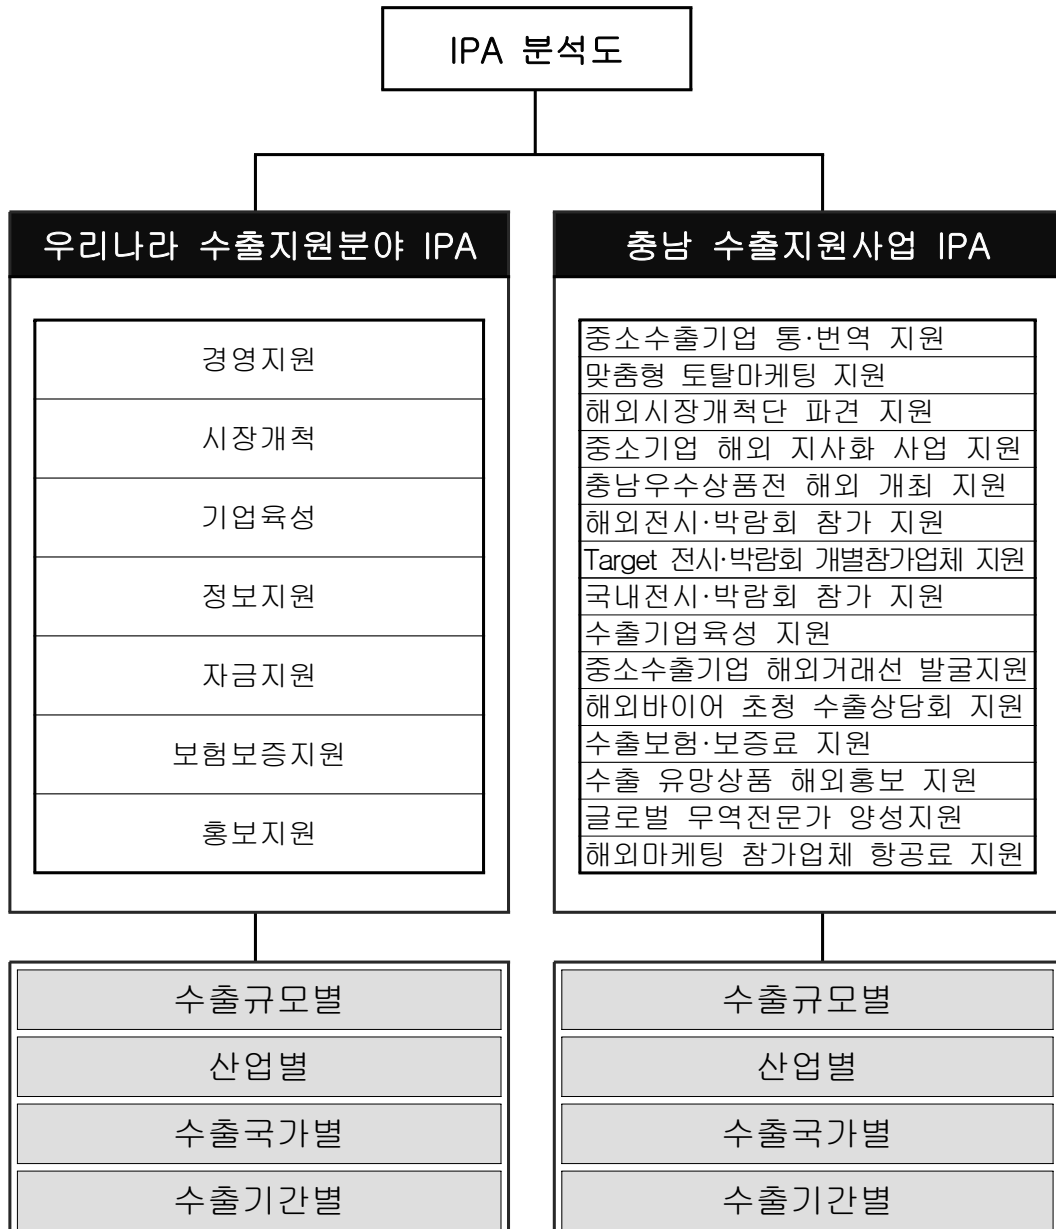 IPA 분석도
우리나라 수출지원분야 IPA
경영지원
시장개척
기업육성
정보지원
자금지원
보험보증지원
홍보지원
수출규모별
산업별
수출국가별
수출기간별
충남 수출지원사업 IPA
중소수출기업 통·번역 지원
맞춤형 토탈마케팅 지원
해외시장개척단 파견 지원
중소기업 해외 지사화 사업 지원
충남우수상품전 해외 개최 지원
해외전시·박람회 참가 지원
Target 전시·박람회 개별참가업체 지원
국내전시·박람회 참가 지원
수출기업육성 지원
중소수출기업 해외거래선 발굴지원
해외바이어 초청 수출상담회 지원
수출보험·보증료 지원
수출 유망상품 해외홍보 지원
글로벌 무역전문가 양성지원
해외마케팅 참가업체 항공료 지원
수출규모별
산업별
수출국가별
수출기간별